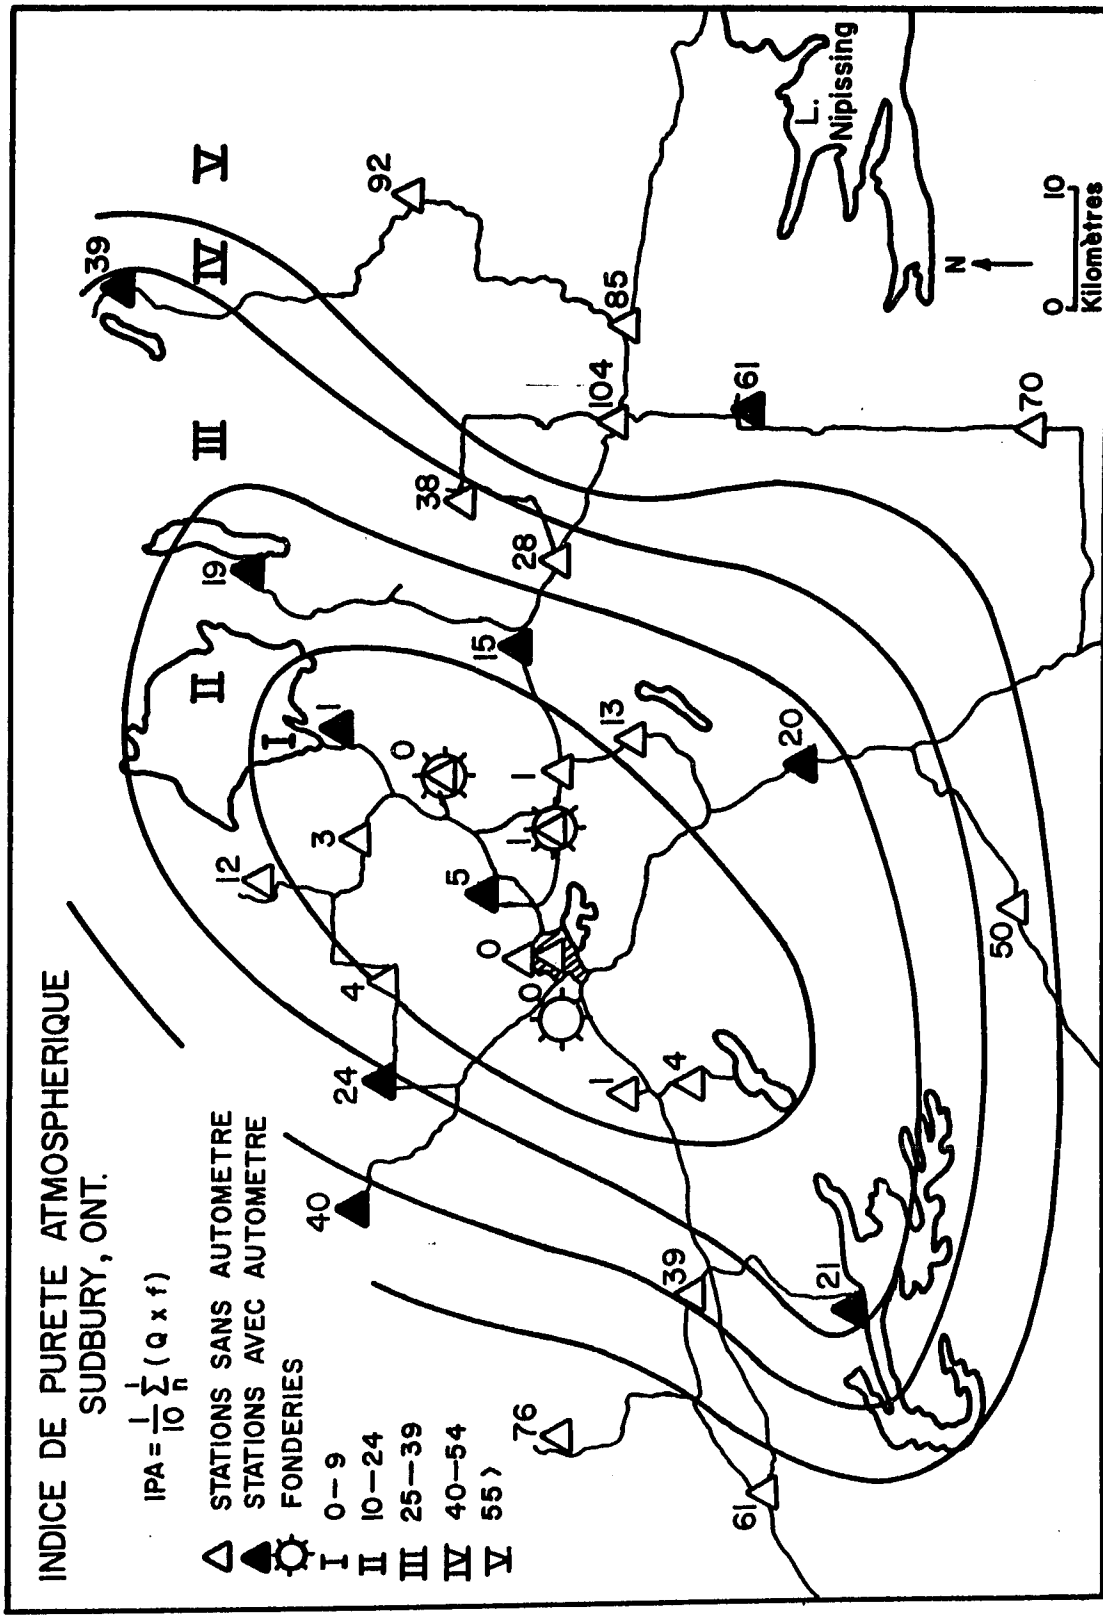 INDICE DE PURETE ATMOSPHERIQUE
SUDBURY, ONT.
IPA = 1/10 Σ 1/n (Q x f)
STATIONS SANS AUTOMETRE
STATIONS AVEC AUTOMETRE
FONDERIES
I 0–9
II 10–24
III 25–39
IV 40–54
V 55>
39
IV
V
92
III
19
II
I
1
12
3
0
38
28
15
104
85
61
70
L.
Nipissing
N
0 10
Kilomètres
13
1
1
5
0
0
4
24
40
1
4
20
50
39
21
76
61